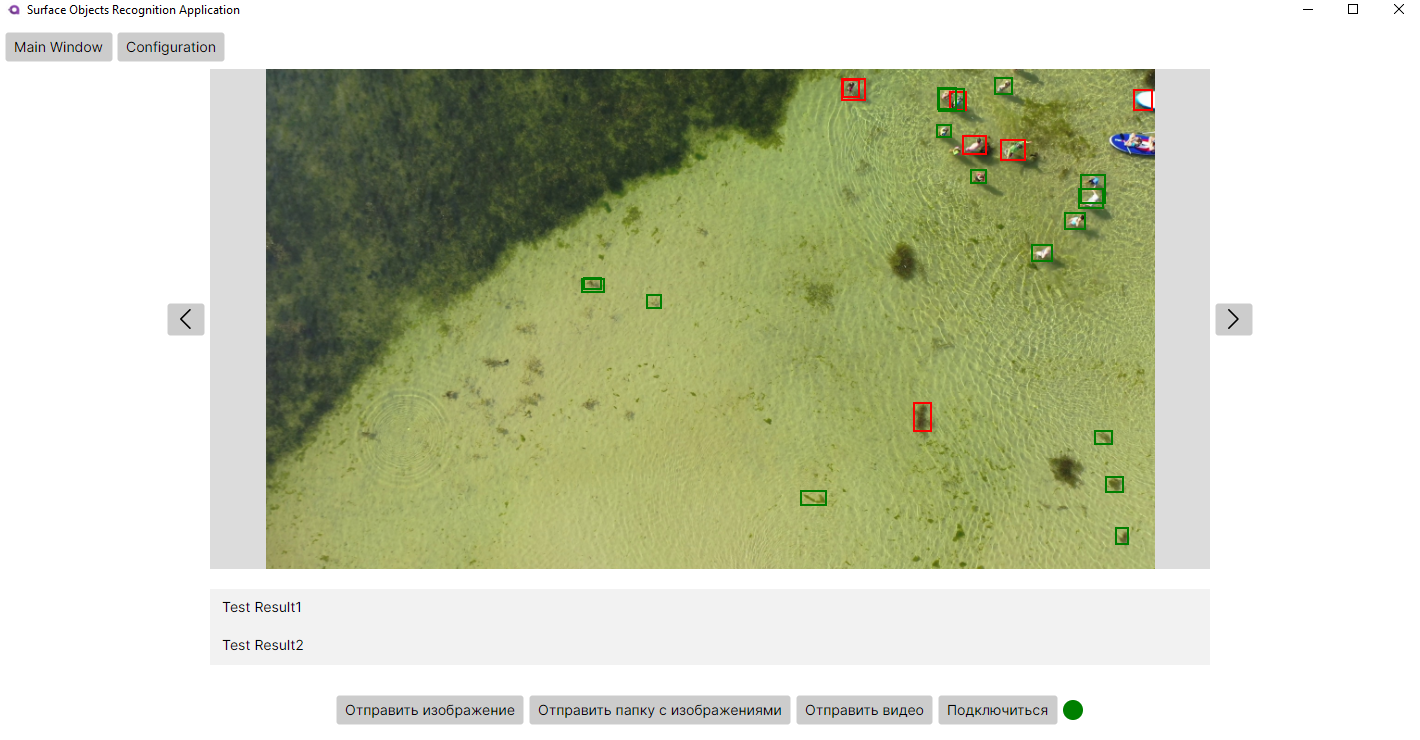 Surface Objects Recognition Application
Main Window Configuration
Test Result1
Test Result2
Отправить изображение Отправить папку с изображениями Отправить видео Подключиться